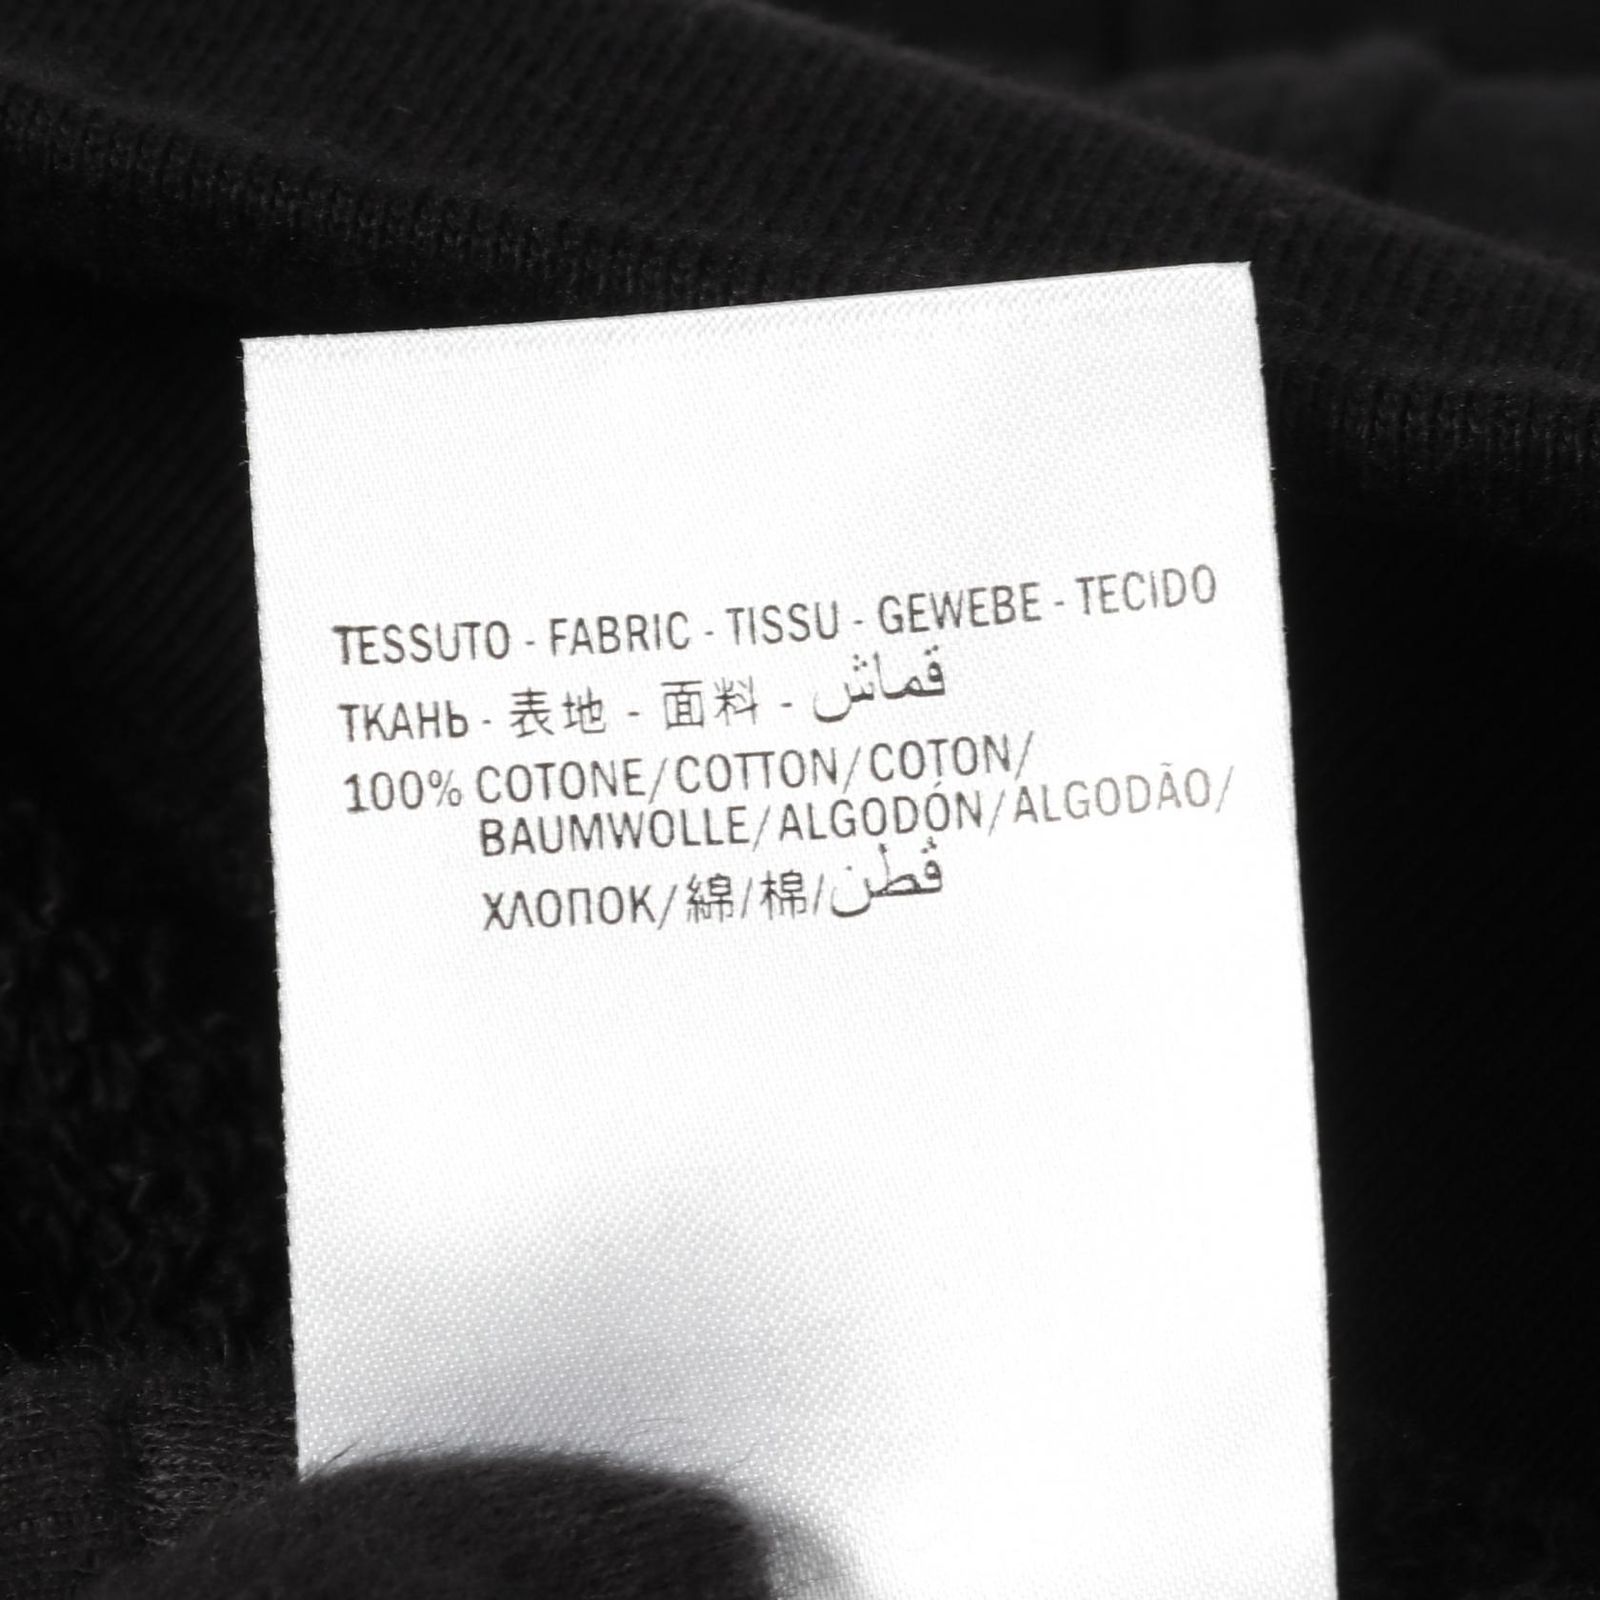 TESSUTO - FABRIC - TISSU - GEWEBE - TECIDO
ТКАНЬ - 表地 - 面料 - قماش
100% COTONE/COTTON/COTON/
BAUMWOLLE/ALGODÓN/ALGODÃO/
ХЛОПОК/綿/棉/قطن